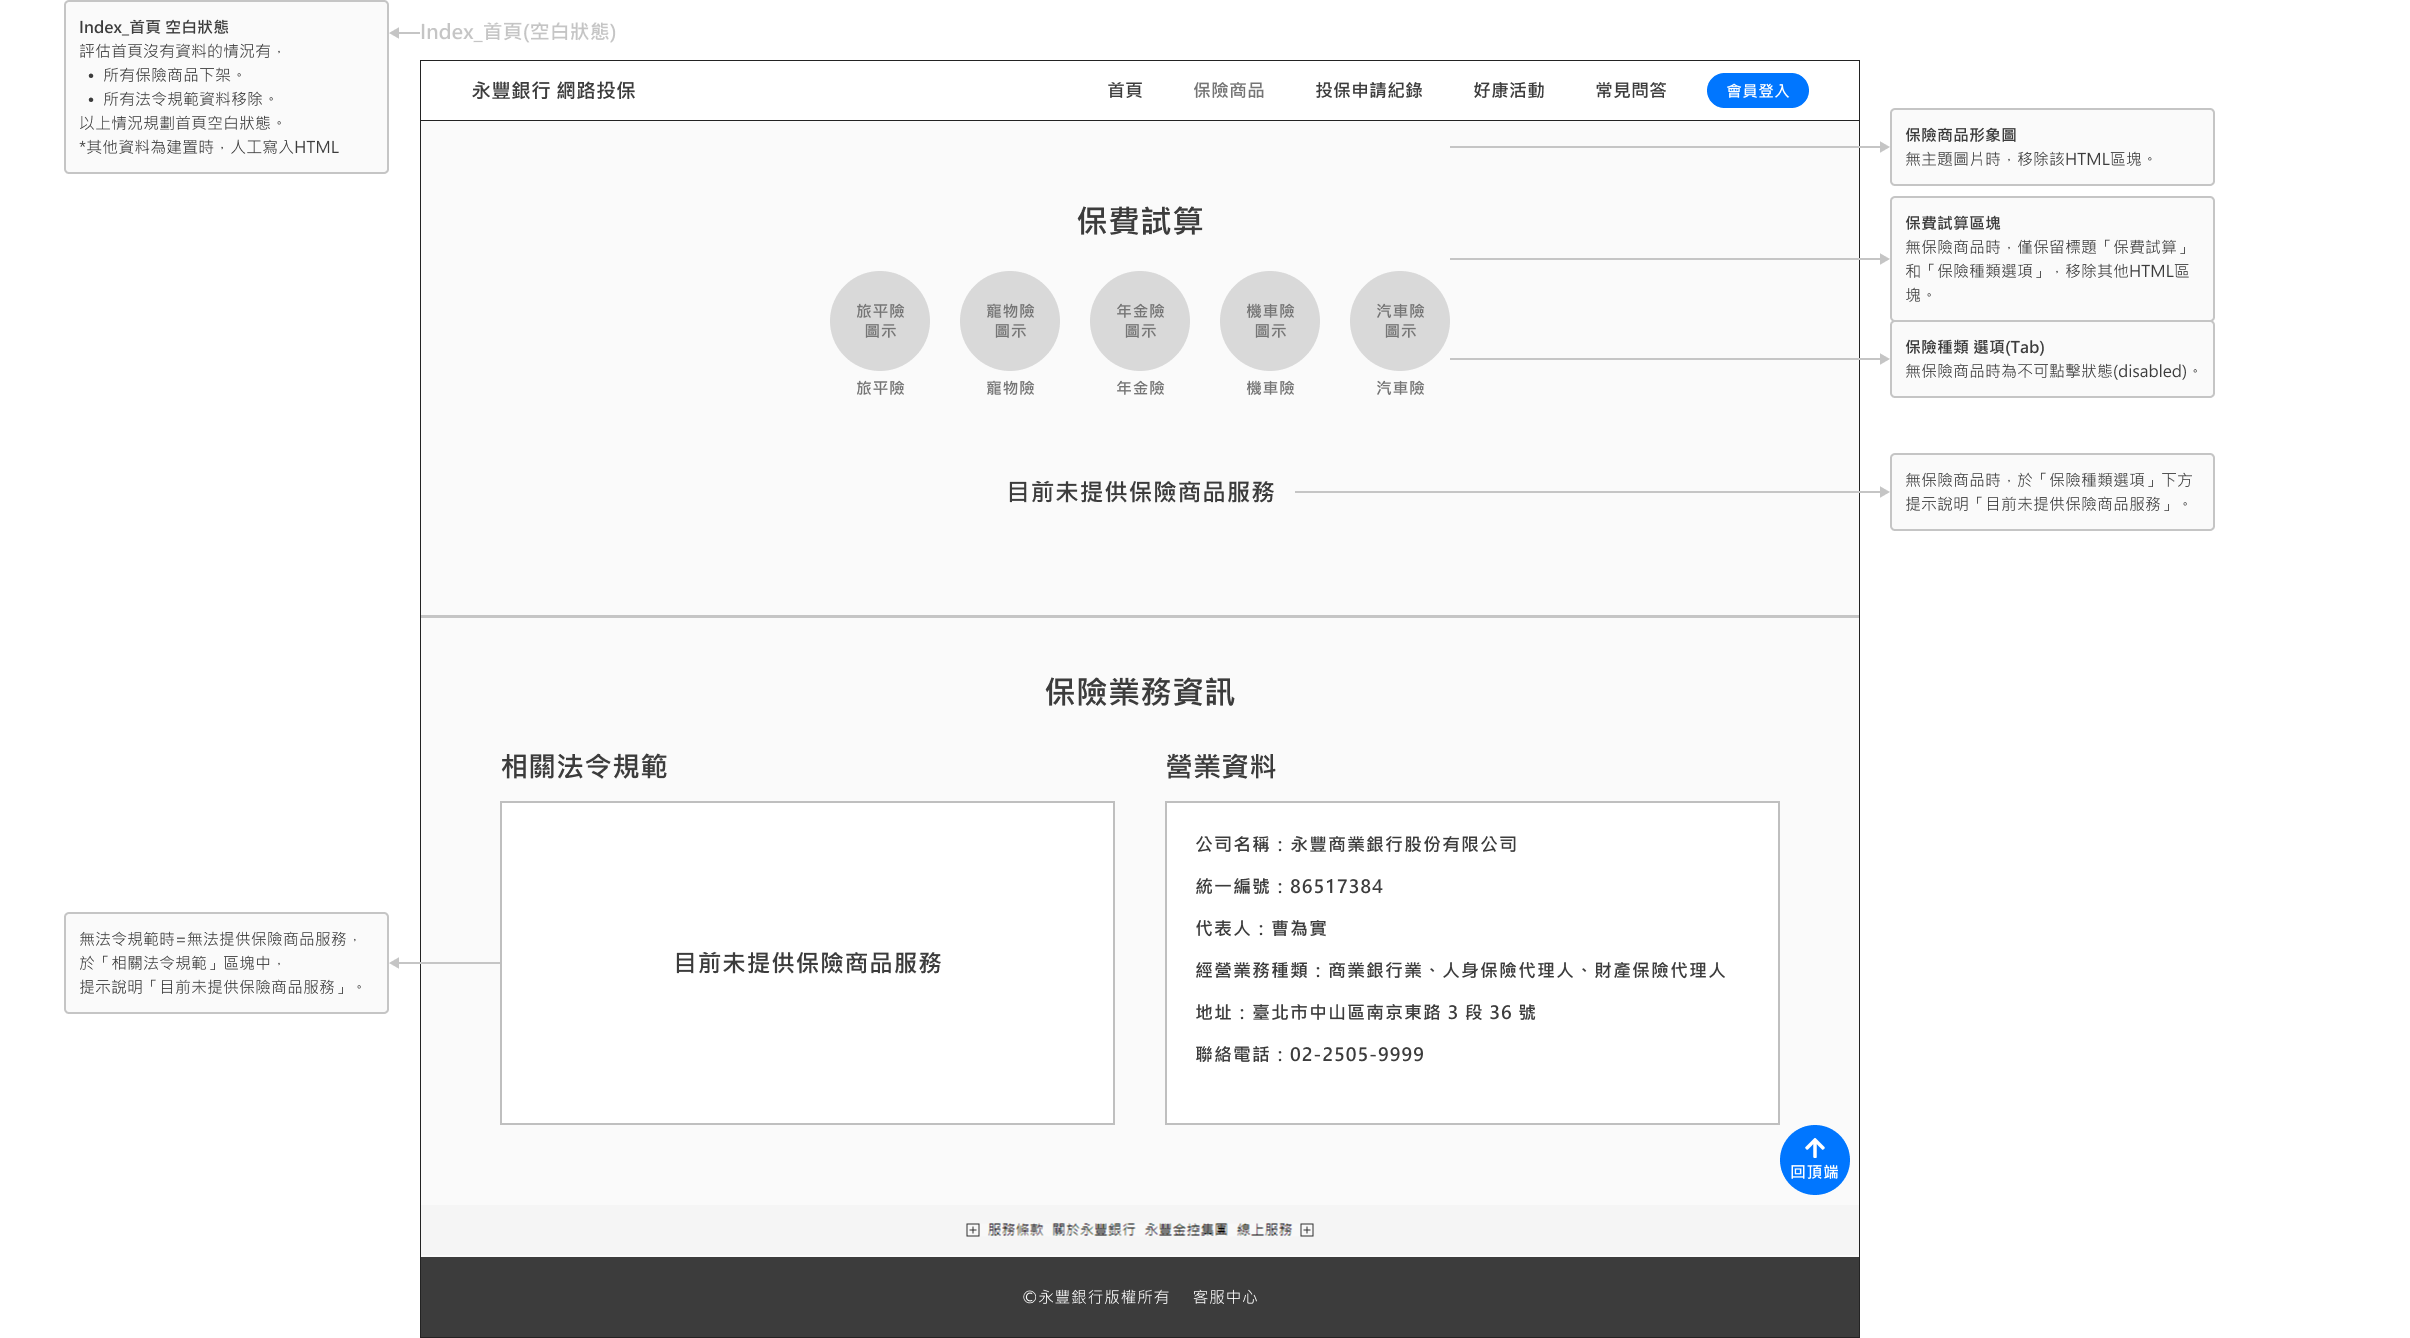 Index_首頁 空白狀態
評估首頁沒有資料的情況有，
• 所有保險商品下架。
• 所有法令規範資料移除。
以上情況規劃首頁空白狀態。
*其他資料為建置時，人工寫入HTML
Index_首頁(空白狀態)
永豐銀行 網路投保
首頁
保險商品
投保申請紀錄
好康活動
常見問答
會員登入
保險商品形象圖
無主題圖片時，移除該HTML區塊。
保費試算
保費試算區塊
無保險商品時，僅保留標題「保費試算」
和「保險種類選項」，移除其他HTML區
塊。
旅平險
圖示
寵物險
圖示
年金險
圖示
機車險
圖示
汽車險
圖示
旅平險
寵物險
年金險
機車險
汽車險
保險種類 選項(Tab)
無保險商品時為不可點擊狀態(disabled)。
目前未提供保險商品服務
無保險商品時，於「保險種類選項」下方
提示說明「目前未提供保險商品服務」。
保險業務資訊
相關法令規範
目前未提供保險商品服務
無法令規範時=無法提供保險商品服務，
於「相關法令規範」區塊中，
提示說明「目前未提供保險商品服務」。
營業資料
公司名稱：永豐商業銀行股份有限公司
統一編號：86517384
代表人：曹為實
經營業務種類：商業銀行業、人身保險代理人、財產保險代理人
地址：臺北市中山區南京東路 3 段 36 號
聯絡電話：02-2505-9999
回頂端
服務條款 關於永豐銀行 永豐金控集團 線上服務
©永豐銀行版權所有 客服中心